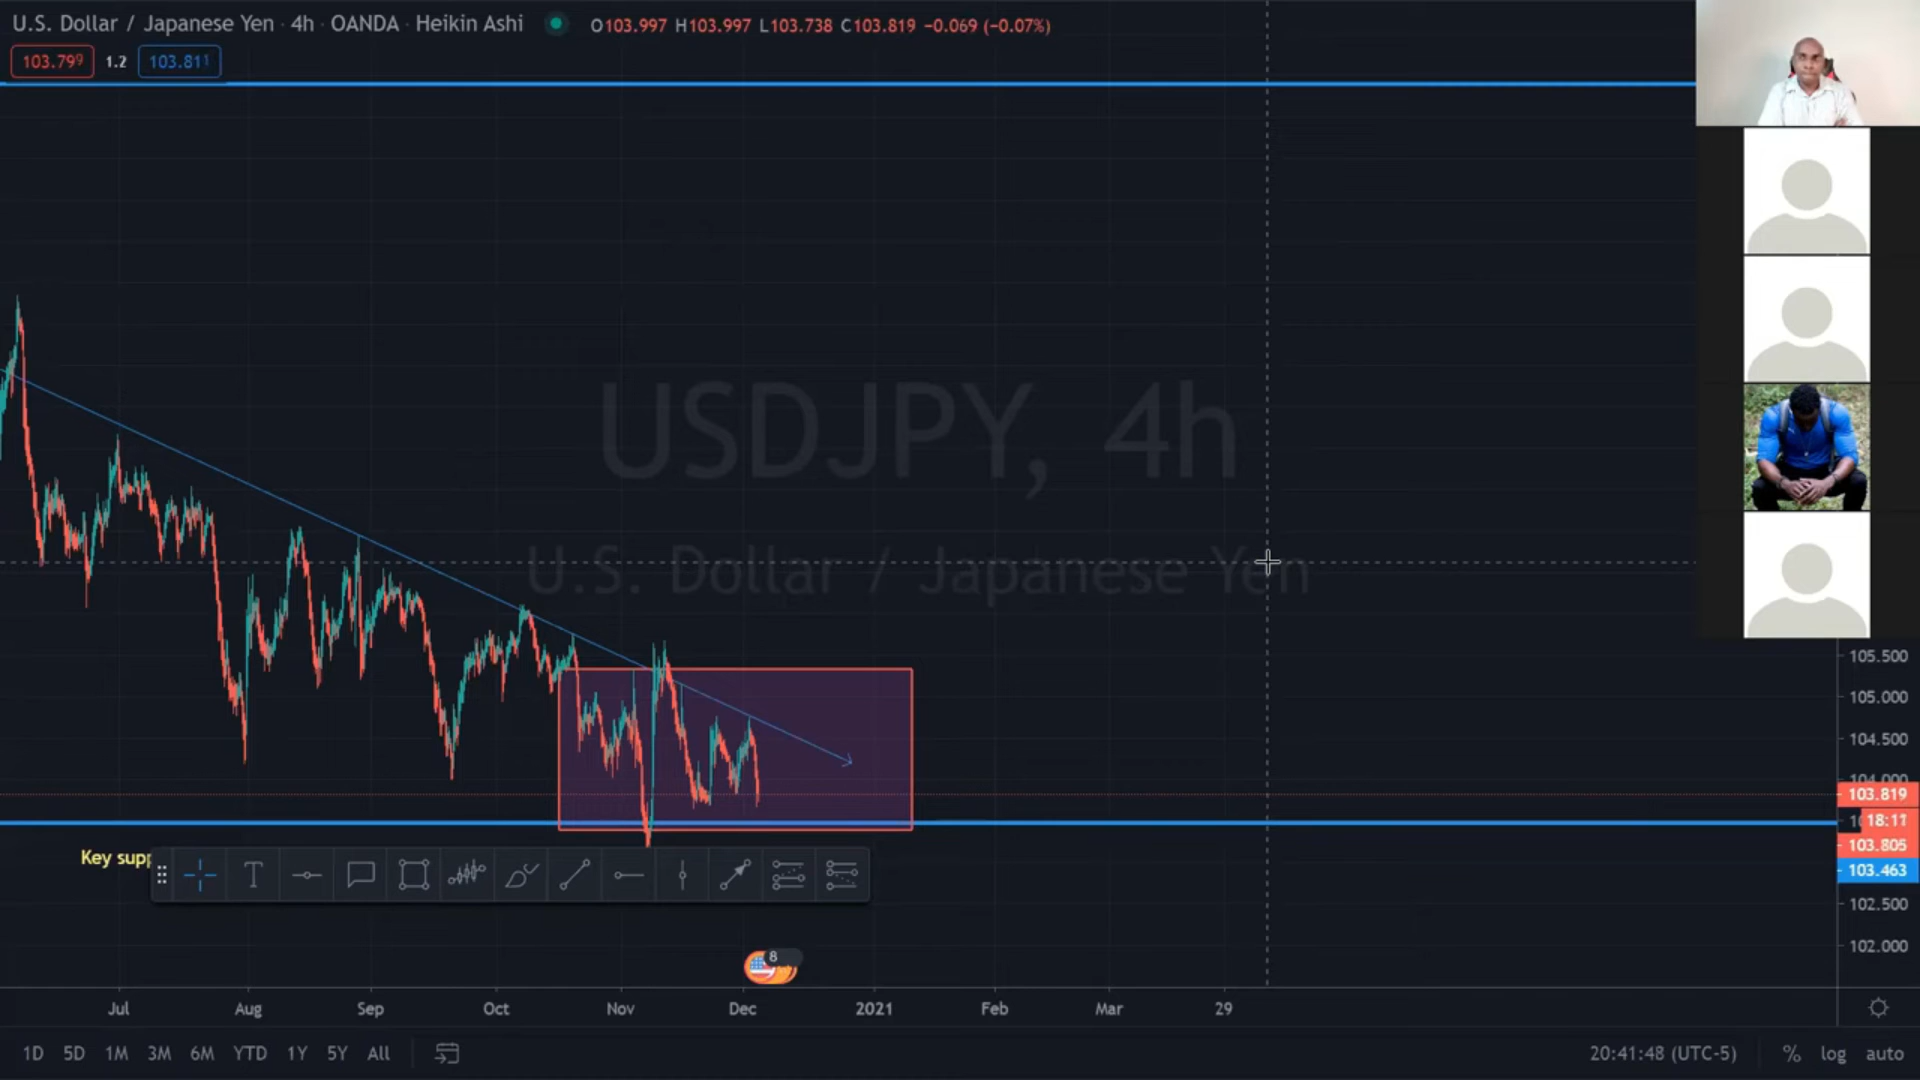 U.S. Dollar / Japanese Yen · 4h · OANDA · Heikin Ashi O103.997 H103.997 L103.738 C103.819 −0.069 (−0.07%)
103.799 1.2 103.811
USDJPY, 4h
U.S. Dollar / Japanese Yen
105.500
105.000
104.500
104.000
103.819
18:11
103.805
Key supp
103.463
102.500
102.000
8
Jul Aug Sep Oct Nov Dec 2021 Feb Mar 29
1D 5D 1M 3M 6M YTD 1Y 5Y All 20:41:48 (UTC-5) % log auto